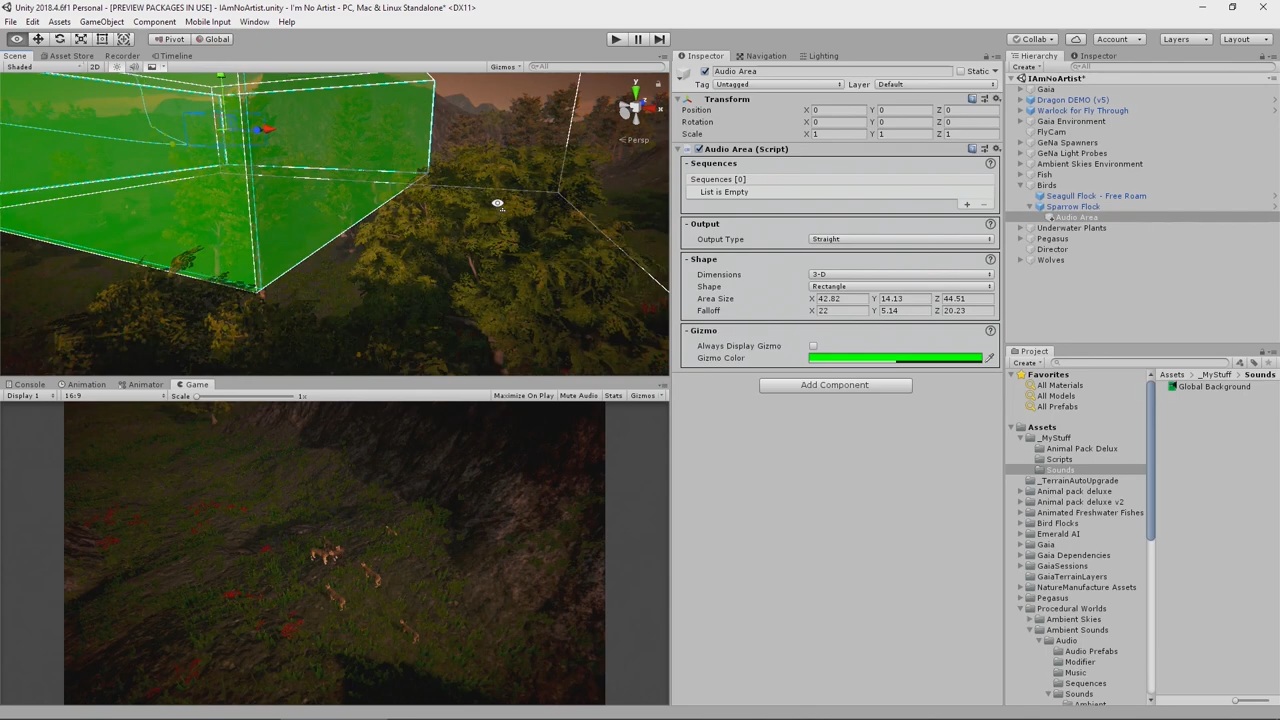 Unity 2018.4.6f1 Personal - [PREVIEW PACKAGES IN USE] - IAmNoArtist.unity - I'm No Artist - PC, Mac & Linux Standalone* <DX11>
File Edit Assets GameObject Component Mobile Input Window Help
Pivot Global Collab Account Layers Layout
Scene Asset Store Recorder Timeline
Shaded 2D Gizmos All
y
x
Persp
Console Animation Animator Game
Display 1 16:9 Scale 1x Maximize On Play Mute Audio Stats Gizmos
Inspector Navigation Lighting
Audio Area Static
Tag Untagged Layer Default
Transform
Position X 0 Y 0 Z 0
Rotation X 0 Y 0 Z 0
Scale X 1 Y 1 Z 1
Audio Area (Script)
- Sequences
Sequences [0]
List is Empty
+ −
- Output
Output Type Straight
- Shape
Dimensions 3-D
Shape Rectangle
Area Size X 42.82 Y 14.13 Z 44.51
Falloff X 22 Y 5.14 Z 20.23
- Gizmo
Always Display Gizmo
Gizmo Color
Add Component
Hierarchy Inspector
Create All
IAmNoArtist*
Gaia
Dragon DEMO (v5)
Warlock for Fly Through
Gaia Environment
FlyCam
GeNa Spawners
GeNa Light Probes
Ambient Skies Environment
Fish
Birds
Seagull Flock - Free Roam
Sparrow Flock
Audio Area
Underwater Plants
Pegasus
Director
Wolves
Project
Create
Favorites
All Materials
All Models
All Prefabs
Assets
_MyStuff
Animal Pack Delux
Scripts
Sounds
_TerrainAutoUpgrade
Animal pack deluxe
Animal pack deluxe v2
Animated Freshwater Fishes
Bird Flocks
Emerald AI
Gaia
Gaia Dependencies
GaiaSessions
GaiaTerrainLayers
NatureManufacture Assets
Pegasus
Procedural Worlds
Ambient Skies
Ambient Sounds
Audio
Audio Prefabs
Modifier
Music
Sequences
Sounds
Ambient
Assets _MyStuff Sounds
Global Background